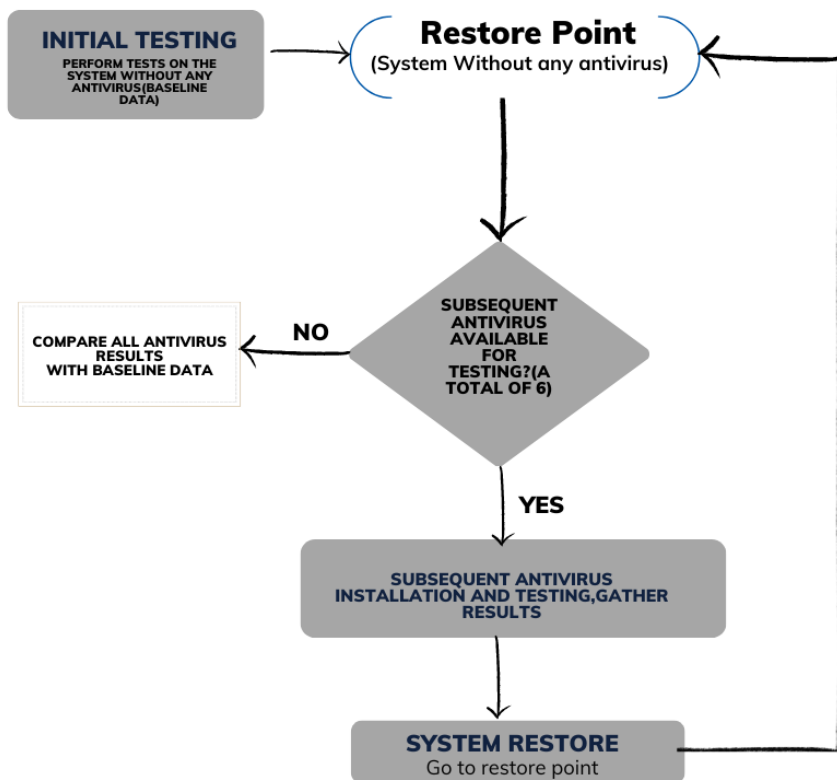 INITIAL TESTING
PERFORM TESTS ON THE
SYSTEM WITHOUT ANY
ANTIVIRUS(BASELINE
DATA)
Restore Point
(System Without any antivirus)
SUBSEQUENT
ANTIVIRUS
AVAILABLE
FOR
TESTING?(A
TOTAL OF 6)
NO
COMPARE ALL ANTIVIRUS
RESULTS
WITH BASELINE DATA
YES
SUBSEQUENT ANTIVIRUS
INSTALLATION AND TESTING,GATHER
RESULTS
SYSTEM RESTORE
Go to restore point